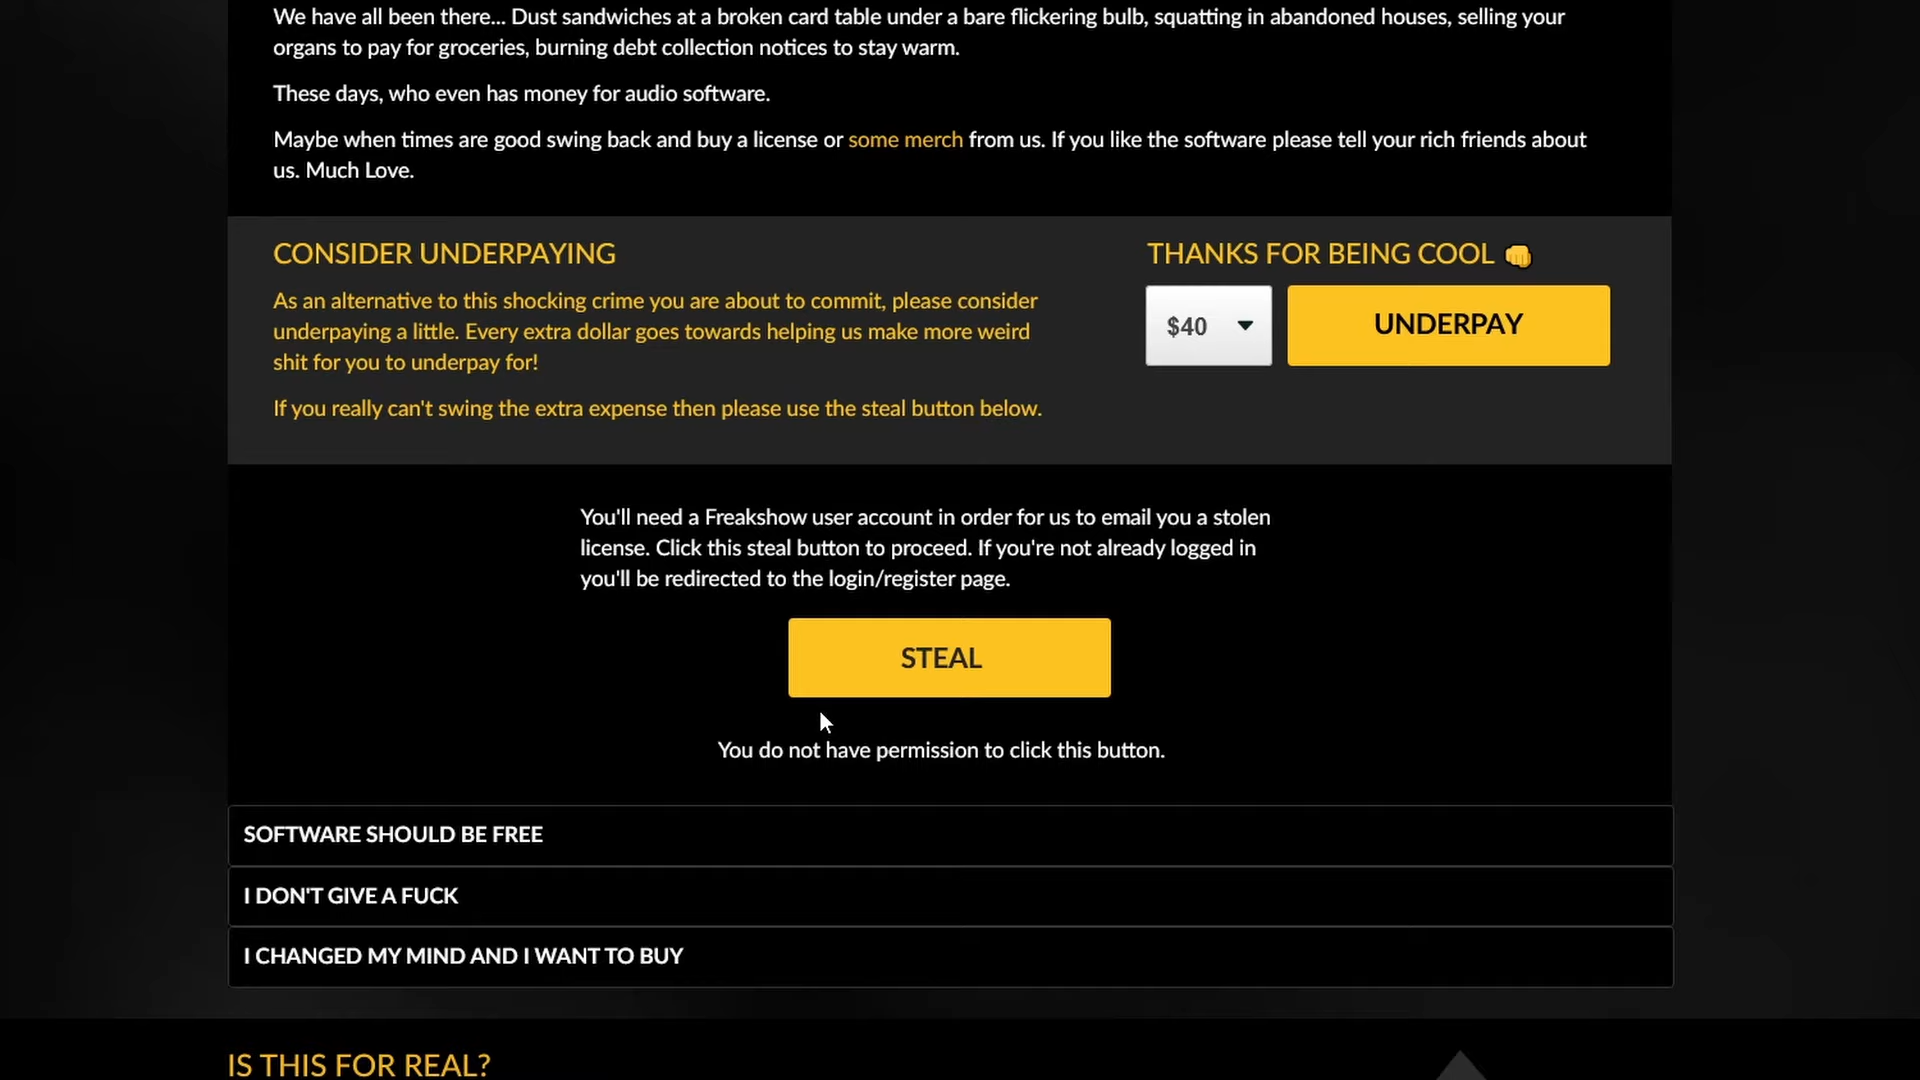 We have all been there... Dust sandwiches at a broken card table under a bare flickering bulb, squatting in abandoned houses, selling your
organs to pay for groceries, burning debt collection notices to stay warm.
These days, who even has money for audio software.
Maybe when times are good swing back and buy a license or some merch from us. If you like the software please tell your rich friends about
us. Much Love.
CONSIDER UNDERPAYING
As an alternative to this shocking crime you are about to commit, please consider
underpaying a little. Every extra dollar goes towards helping us make more weird
shit for you to underpay for!
If you really can't swing the extra expense then please use the steal button below.
THANKS FOR BEING COOL 👊
$40
UNDERPAY
You'll need a Freakshow user account in order for us to email you a stolen
license. Click this steal button to proceed. If you're not already logged in
you'll be redirected to the login/register page.
STEAL
You do not have permission to click this button.
SOFTWARE SHOULD BE FREE
I DON'T GIVE A FUCK
I CHANGED MY MIND AND I WANT TO BUY
IS THIS FOR REAL?